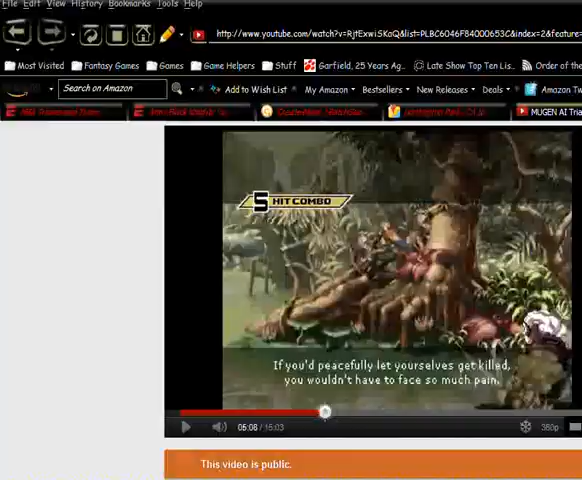 File Edit View History Bookmarks Tools Help
http://www.youtube.com/watch?v=RjtExwiSKaQ&list=PLBC6046F84000653C&index=2&feature=
Most Visited Fantasy Games Games Game Helpers Stuff Garfield, 25 Years Ag... Late Show Top Ten Lis... Order of the
Search on Amazon Add to Wish List My Amazon Bestsellers New Releases Deals Amazon Tw
MUGEN AI Tria
5 HIT COMBO
If you'd peacefully let yourselves get killed,
you wouldn't have to face so much pain.
05:08 / 15:03 360p
This video is public.